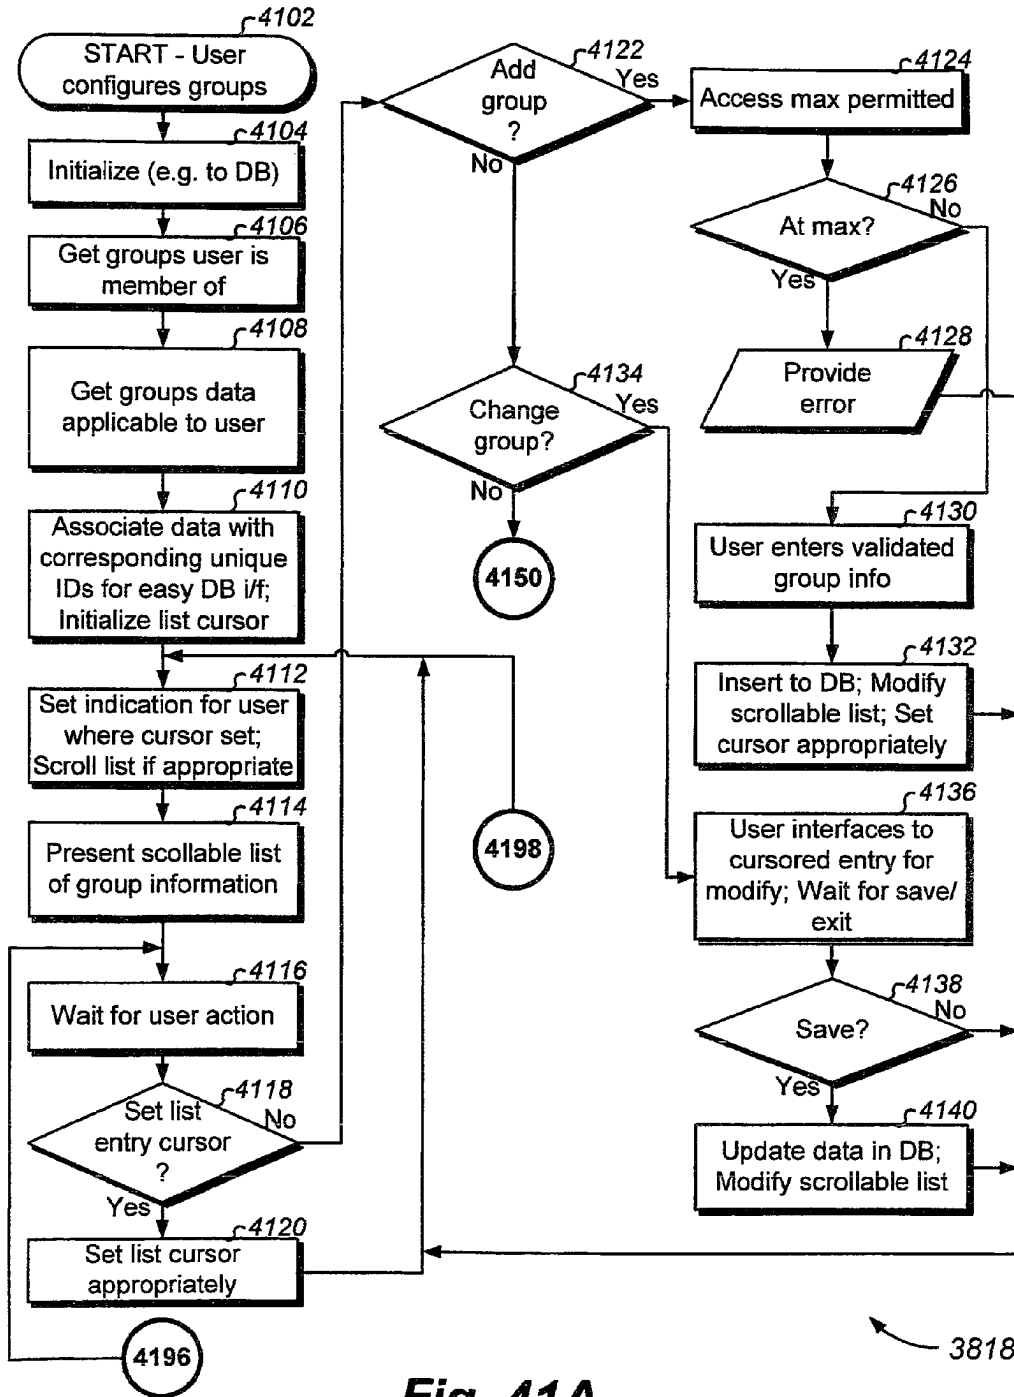 4102
START - User
configures groups
4104
Initialize (e.g. to DB)
4106
Get groups user is
member of
4108
Get groups data
applicable to user
4110
Associate data with
corresponding unique
IDs for easy DB i/f;
Initialize list cursor
4112
Set indication for user
where cursor set;
Scroll list if appropriate
4114
Present scollable list
of group information
4116
Wait for user action
4118
Set list
entry cursor
?
No
Yes
4120
Set list cursor
appropriately
4196
4122
Add
group
?
Yes
No
4134
Change
group?
Yes
No
4150
4198
4124
Access max permitted
4126
At max?
No
Yes
4128
Provide
error
4130
User enters validated
group info
4132
Insert to DB; Modify
scrollable list; Set
cursor appropriately
4136
User interfaces to
cursored entry for
modify; Wait for save/
exit
4138
Save?
No
Yes
4140
Update data in DB;
Modify scrollable list
3818
Fig. 41A